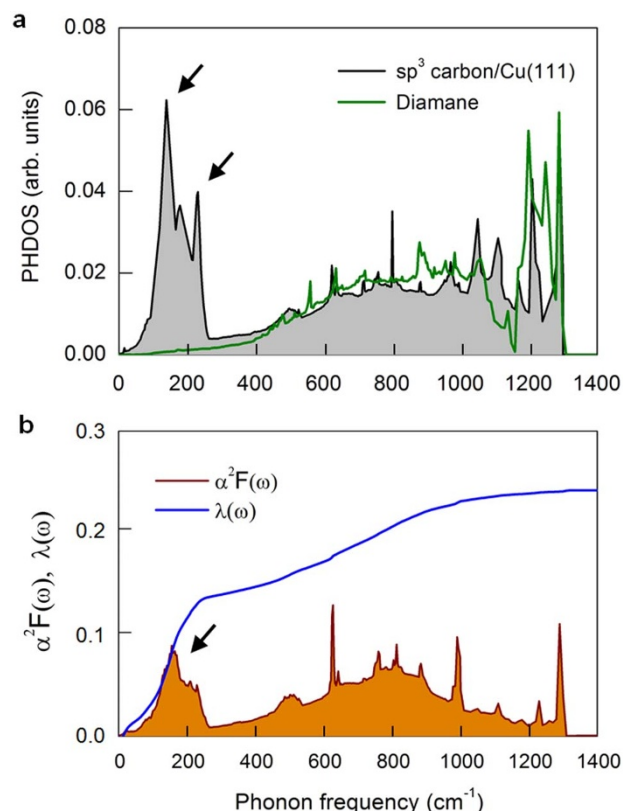 a
0.08
0.06
0.04
0.02
0.00
PHDOS (arb. units)
sp³ carbon/Cu(111)
Diamane
0 200 400 600 800 1000 1200 1400
b
0.3
0.2
0.1
0.0
α²F(ω), λ(ω)
α²F(ω)
λ(ω)
0 200 400 600 800 1000 1200 1400
Phonon frequency (cm⁻¹)